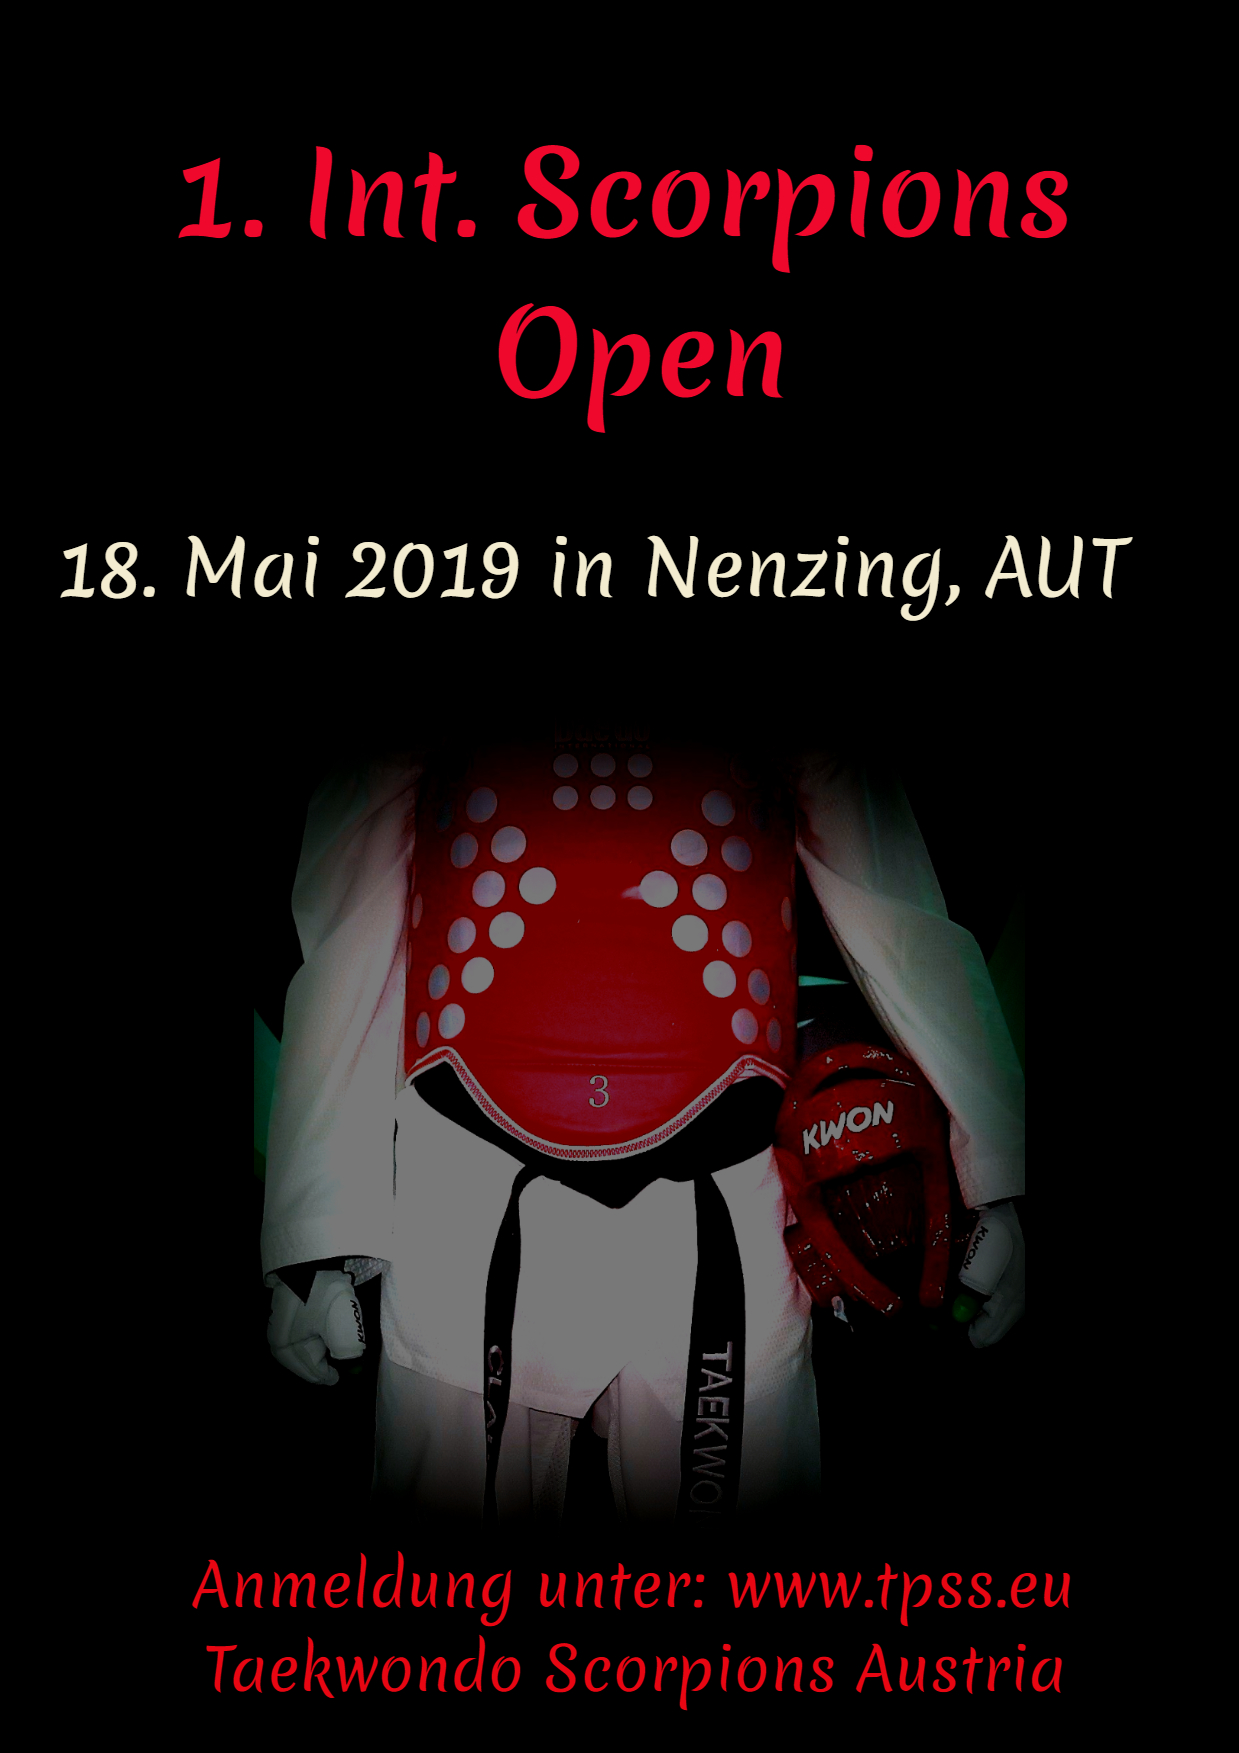 1. Int. Scorpions
Open
18. Mai 2019 in Nenzing, AUT
3
KWON
KWON
KWON
TAEKWO
Anmeldung unter: www.tpss.eu
Taekwondo Scorpions Austria